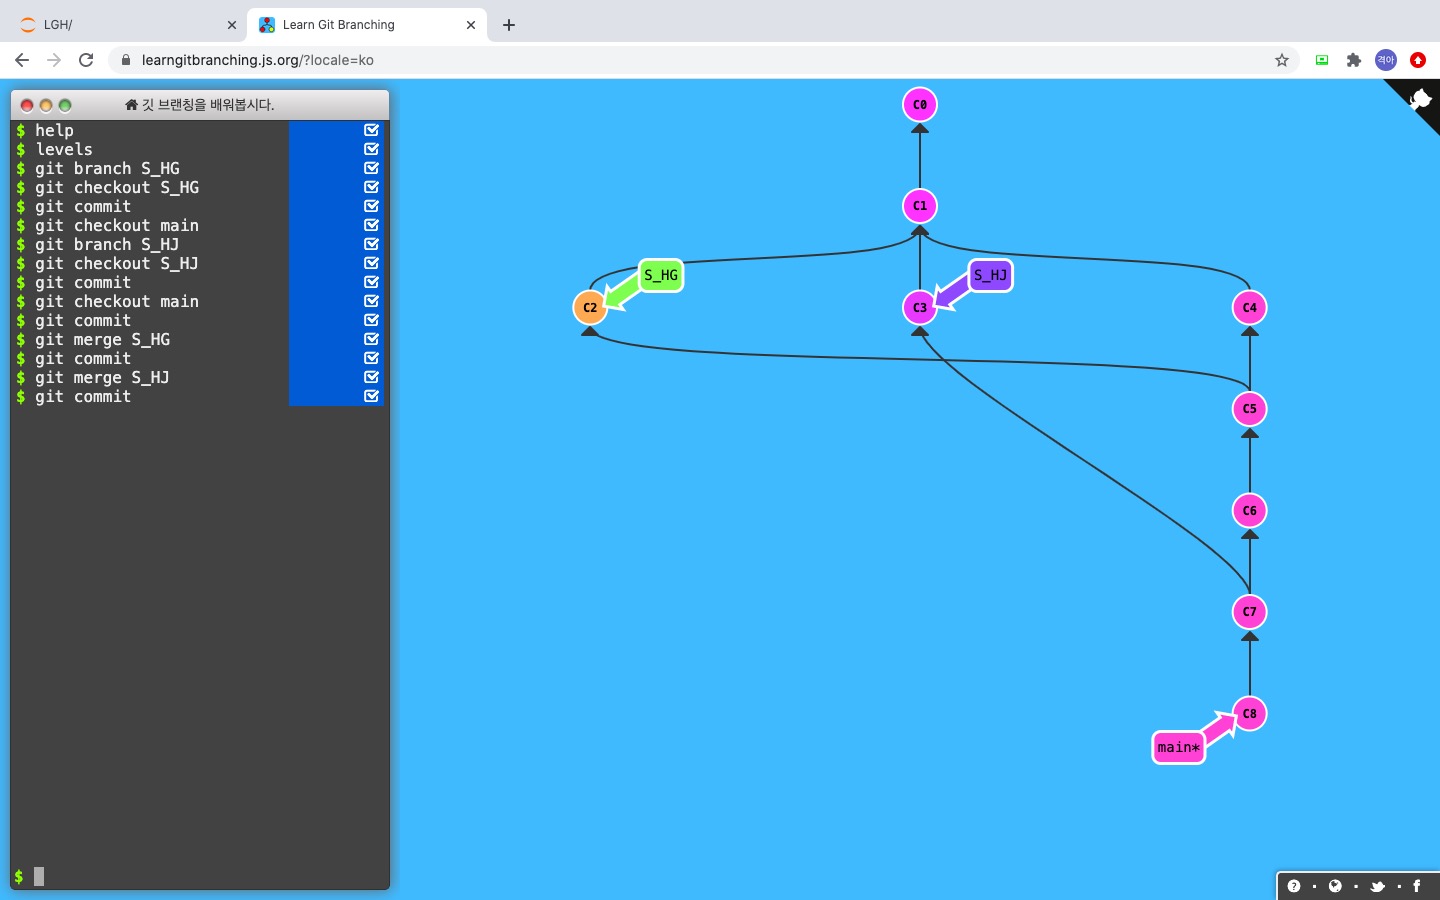 LGH/
Learn Git Branching
learngitbranching.js.org/?locale=ko
격아
깃 브랜칭을 배워봅시다.
$ help
$ levels
$ git branch S_HG
$ git checkout S_HG
$ git commit
$ git checkout main
$ git branch S_HJ
$ git checkout S_HJ
$ git commit
$ git checkout main
$ git commit
$ git merge S_HG
$ git commit
$ git merge S_HJ
$ git commit
$
C0
C1
S_HG
S_HJ
C2
C3
C4
C5
C6
C7
C8
main*